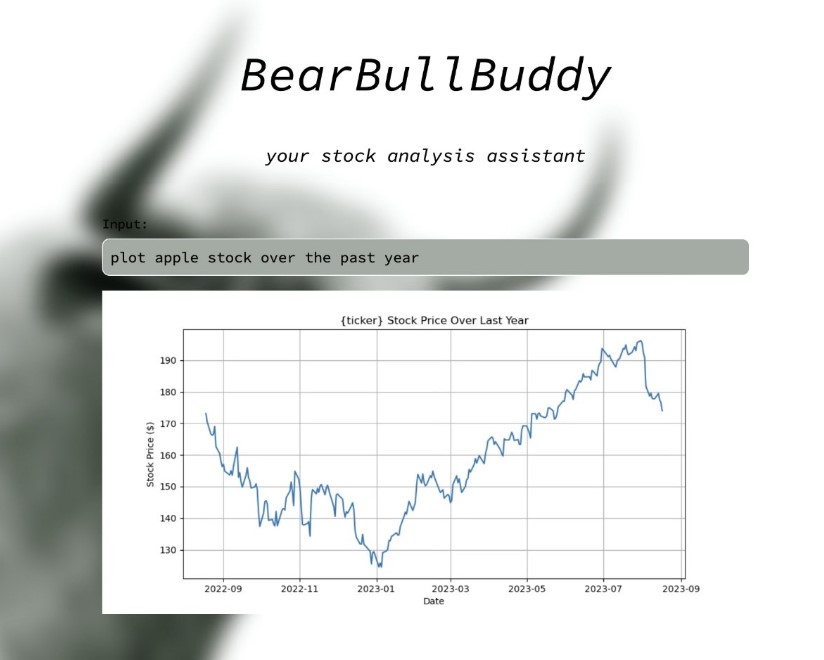 BearBullBuddy
your stock analysis assistant
Input:
plot apple stock over the past year
{ticker} Stock Price Over Last Year
Stock Price ($)
190
180
170
160
150
140
130
2022-09 2022-11 2023-01 2023-03 2023-05 2023-07 2023-09
Date